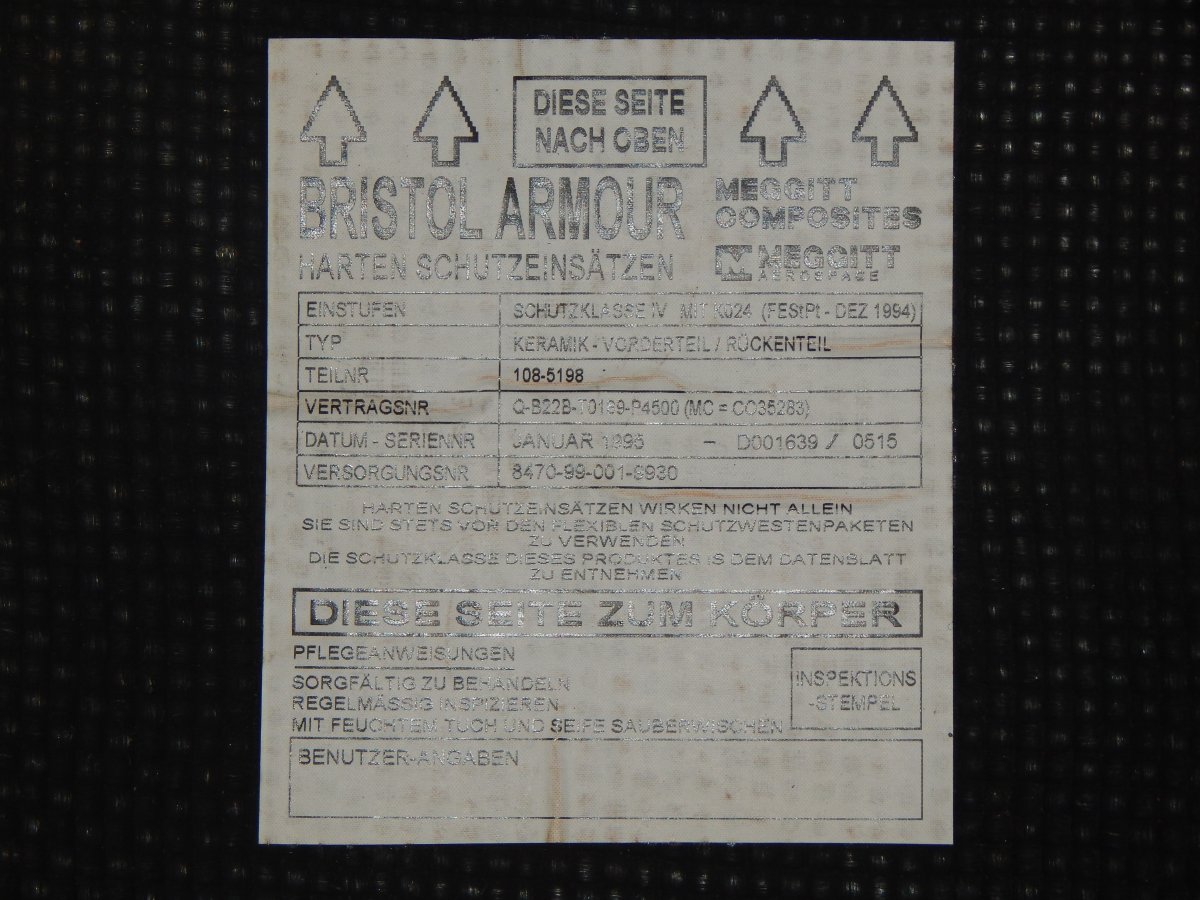 DIESE SEITE
NACH OBEN
BRISTOL ARMOUR
MEGGITT
COMPOSITES
HARTEN SCHUTZEINSÄTZEN
MEGGITT
AEROSPACE
EINSTUFEN SCHUTZKLASSE IV MIT K024 (FEStPt - DEZ 1994)
TYP KERAMIK - VORDERTEIL / RÜCKENTEIL
TEILNR 108-5198
VERTRAGSNR Q-B22B-T0189-P4500 (MC = CO35283)
DATUM - SERIENNR JANUAR 1995 - D001639 / 0515
VERSORGUNGSNR 8470-99-001-9930
HARTEN SCHUTZEINSÄTZEN WIRKEN NICHT ALLEIN
SIE SIND STETS VOR DEN FLEXIBLEN SCHUTZWESTENPAKETEN
ZU VERWENDEN
DIE SCHUTZKLASSE DIESES PRODUKTES IS DEM DATENBLATT
ZU ENTNEHMEN
DIESE SEITE ZUM KÖRPER
PFLEGEANWEISUNGEN
SORGFÄLTIG ZU BEHANDELN
REGELMÄSSIG INSPIZIEREN
MIT FEUCHTEM TUCH UND SEIFE SAUBERWISCHEN
INSPEKTIONS
-STEMPEL
BENUTZER-ANGABEN